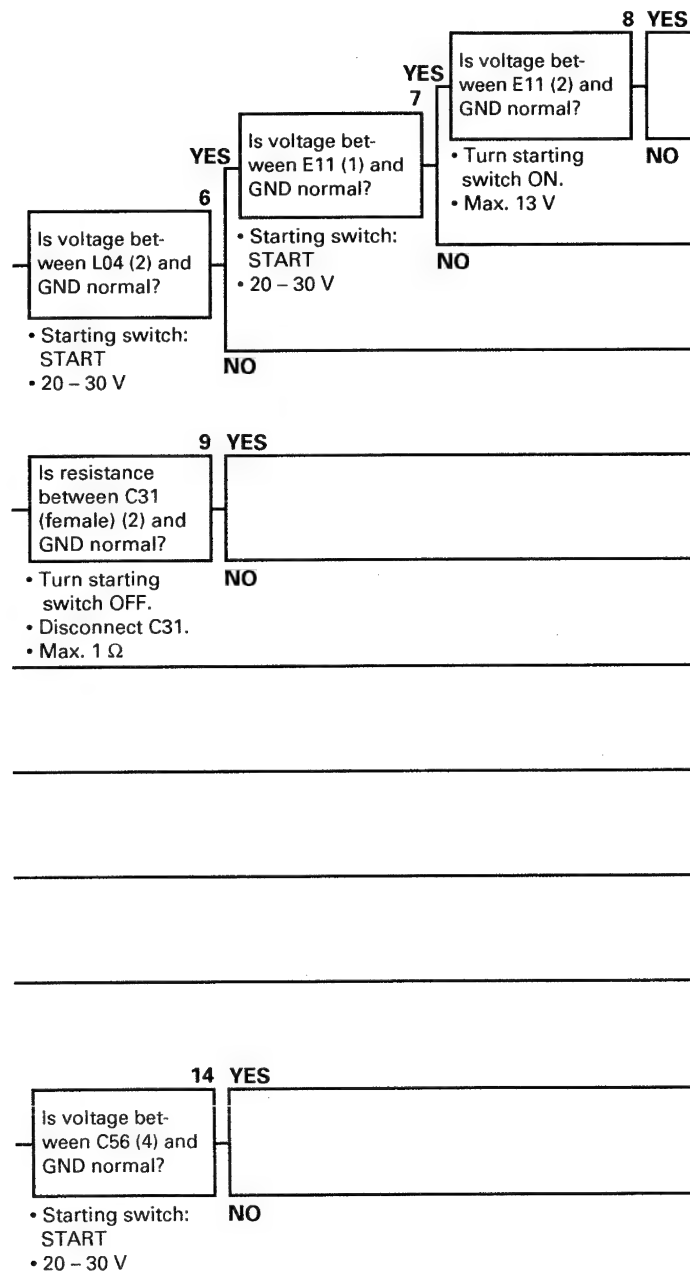 8 YES
Is voltage bet-
ween E11 (2) and
GND normal?
• Turn starting
switch ON.
• Max. 13 V
NO
YES
7
Is voltage bet-
ween E11 (1) and
GND normal?
• Starting switch:
START
• 20 – 30 V
NO
YES
6
Is voltage bet-
ween L04 (2) and
GND normal?
• Starting switch:
START
• 20 – 30 V
NO
9 YES
Is resistance
between C31
(female) (2) and
GND normal?
• Turn starting
switch OFF.
• Disconnect C31.
• Max. 1 Ω
NO
14 YES
Is voltage bet-
ween C56 (4) and
GND normal?
• Starting switch:
START
• 20 – 30 V
NO